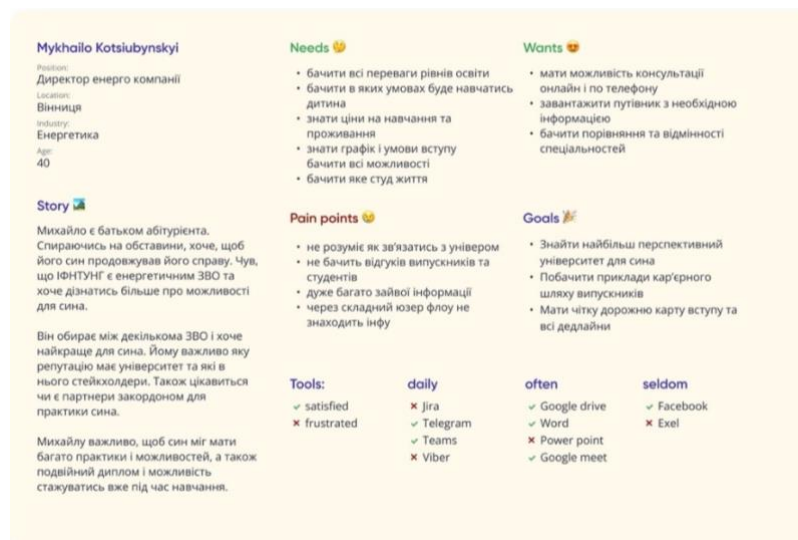 Mykhailo Kotsiubynskyi
Position:
Директор енерго компанії
Location:
Вінниця
Industry:
Енергетика
Age:
40
Story
Михайло є батьком абітурієнта.
Спираючись на обставини, хоче, щоб
його син продовжував його справу. Чув,
що ІФНТУНГ є енергетичним ЗВО та
хоче дізнатись більше про можливості
для сина.
Він обирає між декількома ЗВО і хоче
найкраще для сина. Йому важливо яку
репутацію має університет та які в
нього стейкхолдери. Також цікавиться
чи є партнери закордоном для
практики сина.
Михайлу важливо, щоб син міг мати
багато практики і можливостей, а також
подвійний диплом і можливість
стажуватись вже під час навчання.
Needs
• бачити всі переваги рівнів освіти
• бачити в яких умовах буде навчатись
дитина
• знати ціни на навчання та
проживання
• знати графік і умови вступу
бачити всі можливості
• бачити яке студ життя
Wants
• мати можливість консультації
онлайн і по телефону
• завантажити путівник з необхідною
інформацією
• бачити порівняння та відмінності
спеціальностей
Pain points
• не розуміє як зв'язатись з універом
• не бачить відгуків випускників та
студентів
• дуже багато зайвої інформації
• через складний юзер флоу не
знаходить інфу
Goals
• Знайти найбільш перспективний
університет для сина
• Побачити приклади кар'єрного
шляху випускників
• Мати чітку дорожню карту вступу та
всі дедлайни
Tools:
✓ satisfied
✗ frustrated
daily
✗ Jira
✓ Telegram
✓ Teams
✗ Viber
often
✓ Google drive
✓ Word
✗ Power point
✓ Google meet
seldom
✓ Facebook
✗ Exel